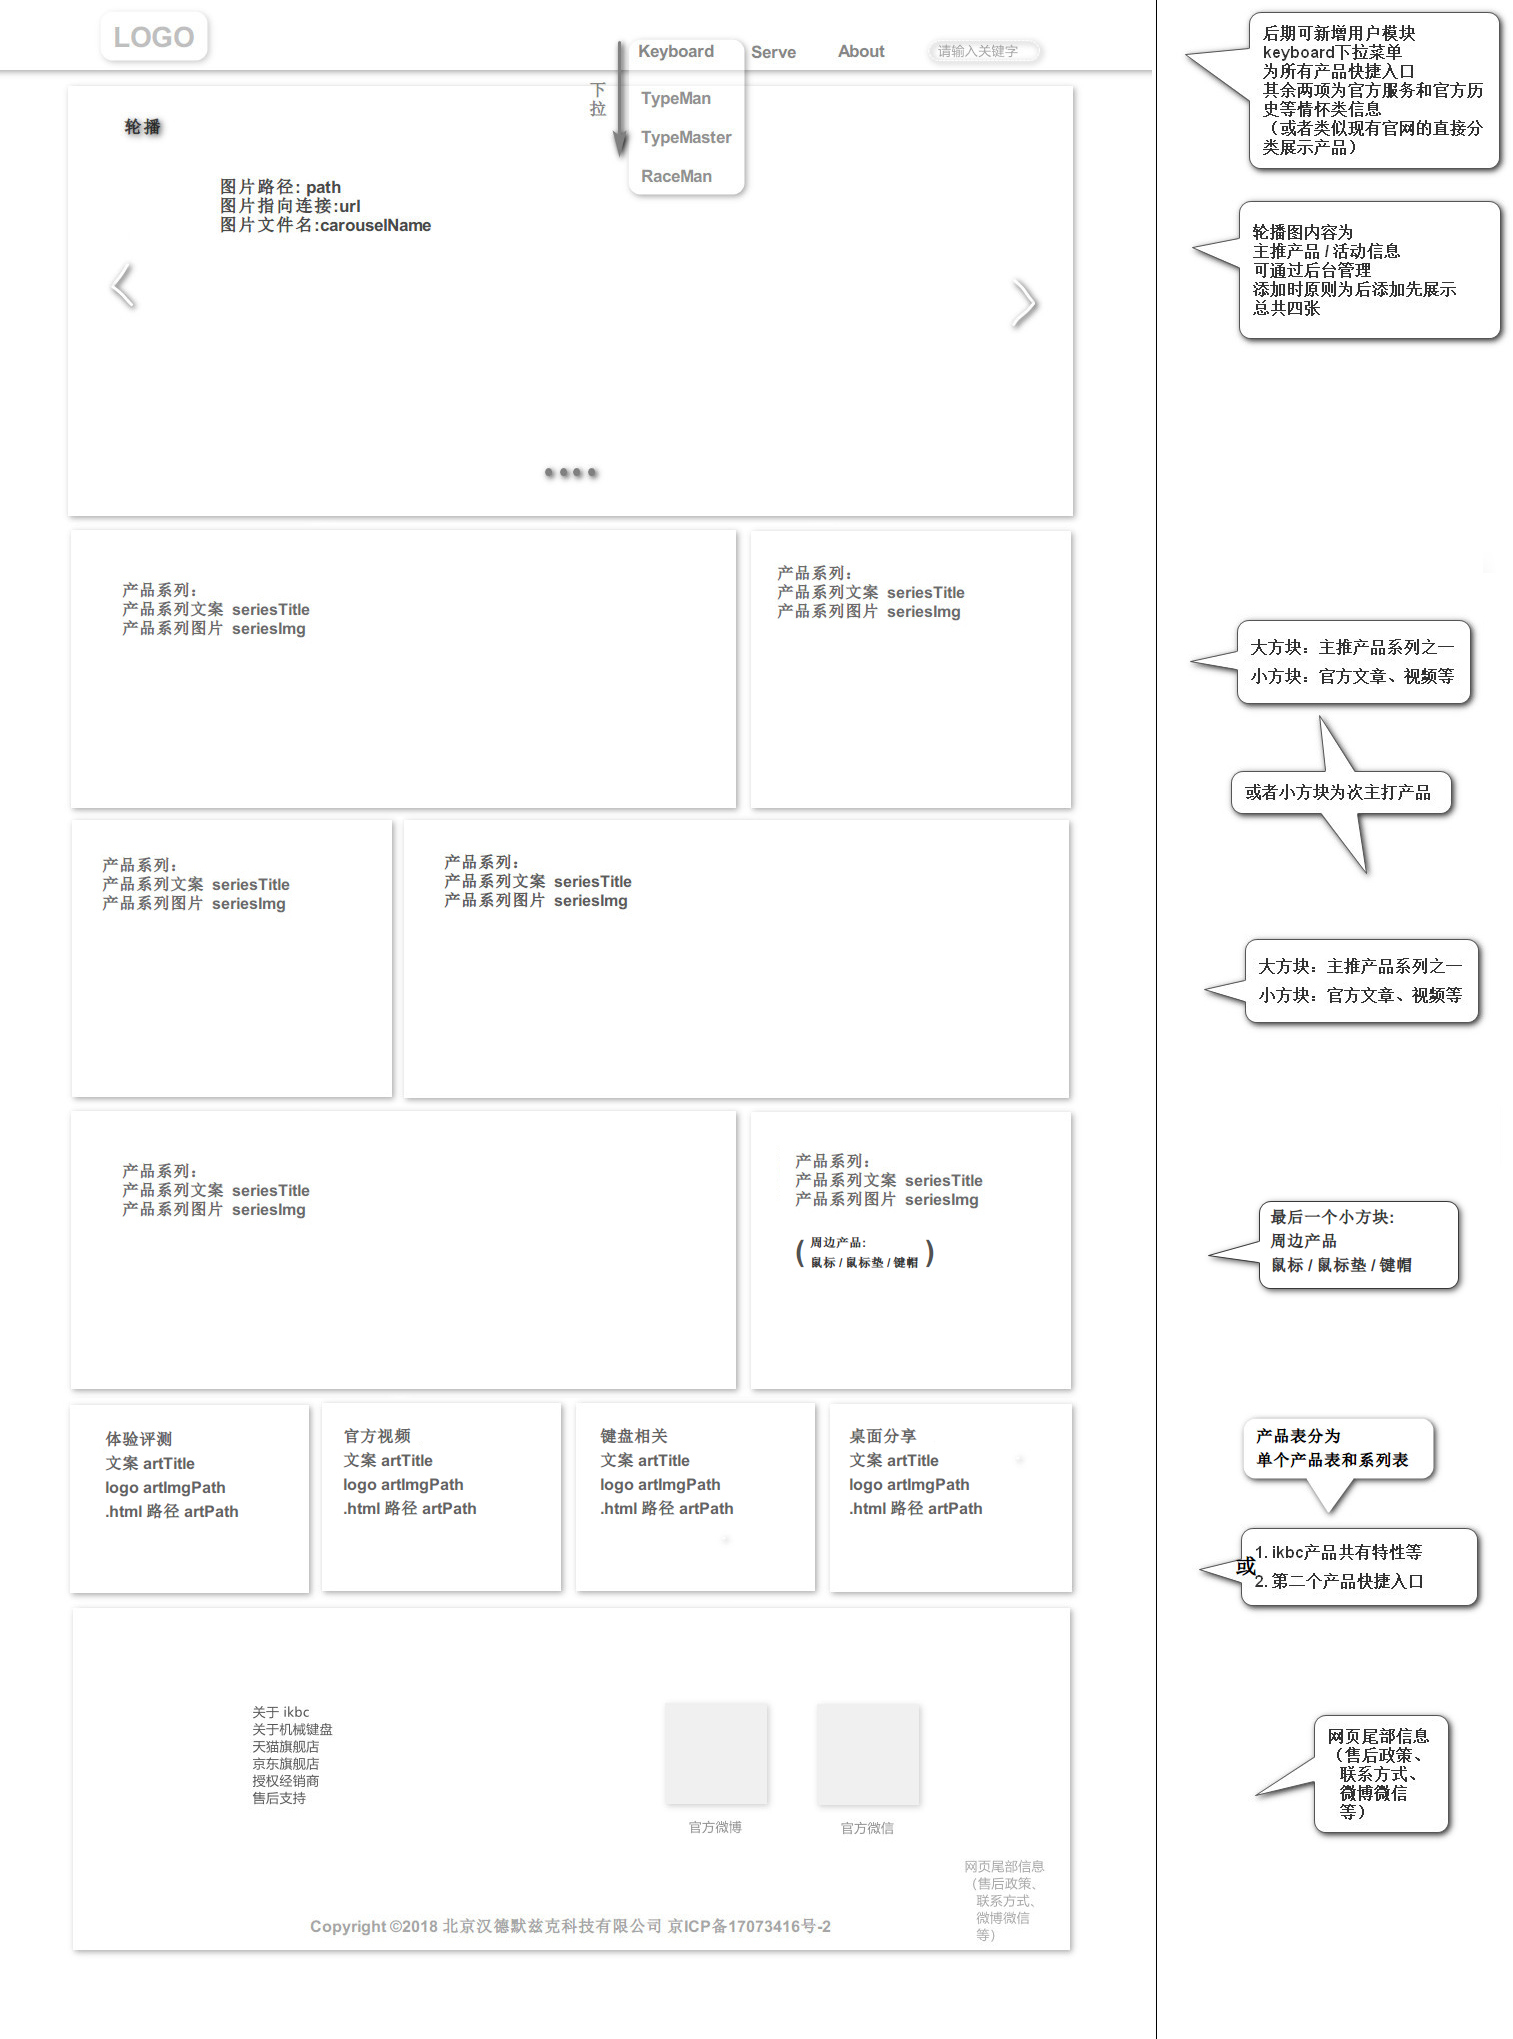 LOGO
Keyboard
Serve
About
请输入关键字
下
拉
TypeMan
TypeMaster
RaceMan
轮播
图片路径: path
图片指向连接:url
图片文件名:carouselName
后期可新增用户模块
keyboard下拉菜单
为所有产品快捷入口
其余两项为官方服务和官方历
史等情怀类信息
（或者类似现有官网的直接分
类展示产品）
轮播图内容为
主推产品 / 活动信息
可通过后台管理
添加时原则为后添加先展示
总共四张
产品系列：
产品系列文案 seriesTitle
产品系列图片 seriesImg
产品系列：
产品系列文案 seriesTitle
产品系列图片 seriesImg
大方块：主推产品系列之一
小方块：官方文章、视频等
或者小方块为次主打产品
产品系列：
产品系列文案 seriesTitle
产品系列图片 seriesImg
产品系列：
产品系列文案 seriesTitle
产品系列图片 seriesImg
大方块：主推产品系列之一
小方块：官方文章、视频等
产品系列：
产品系列文案 seriesTitle
产品系列图片 seriesImg
产品系列：
产品系列文案 seriesTitle
产品系列图片 seriesImg
( 周边产品:
鼠标 / 鼠标垫 / 键帽 )
最后一个小方块:
周边产品
鼠标 / 鼠标垫 / 键帽
体验评测
文案 artTitle
logo artImgPath
.html 路径 artPath
官方视频
文案 artTitle
logo artImgPath
.html 路径 artPath
键盘相关
文案 artTitle
logo artImgPath
.html 路径 artPath
桌面分享
文案 artTitle
logo artImgPath
.html 路径 artPath
产品表分为
单个产品表和系列表
或
1. ikbc产品共有特性等
2. 第二个产品快捷入口
关于 ikbc
关于机械键盘
天猫旗舰店
京东旗舰店
授权经销商
售后支持
官方微博
官方微信
网页尾部信息
（售后政策、
联系方式、
微博微信
等）
Copyright ©2018 北京汉德默兹克科技有限公司 京ICP备17073416号-2
网页尾部信息
（售后政策、
联系方式、
微博微信
等）